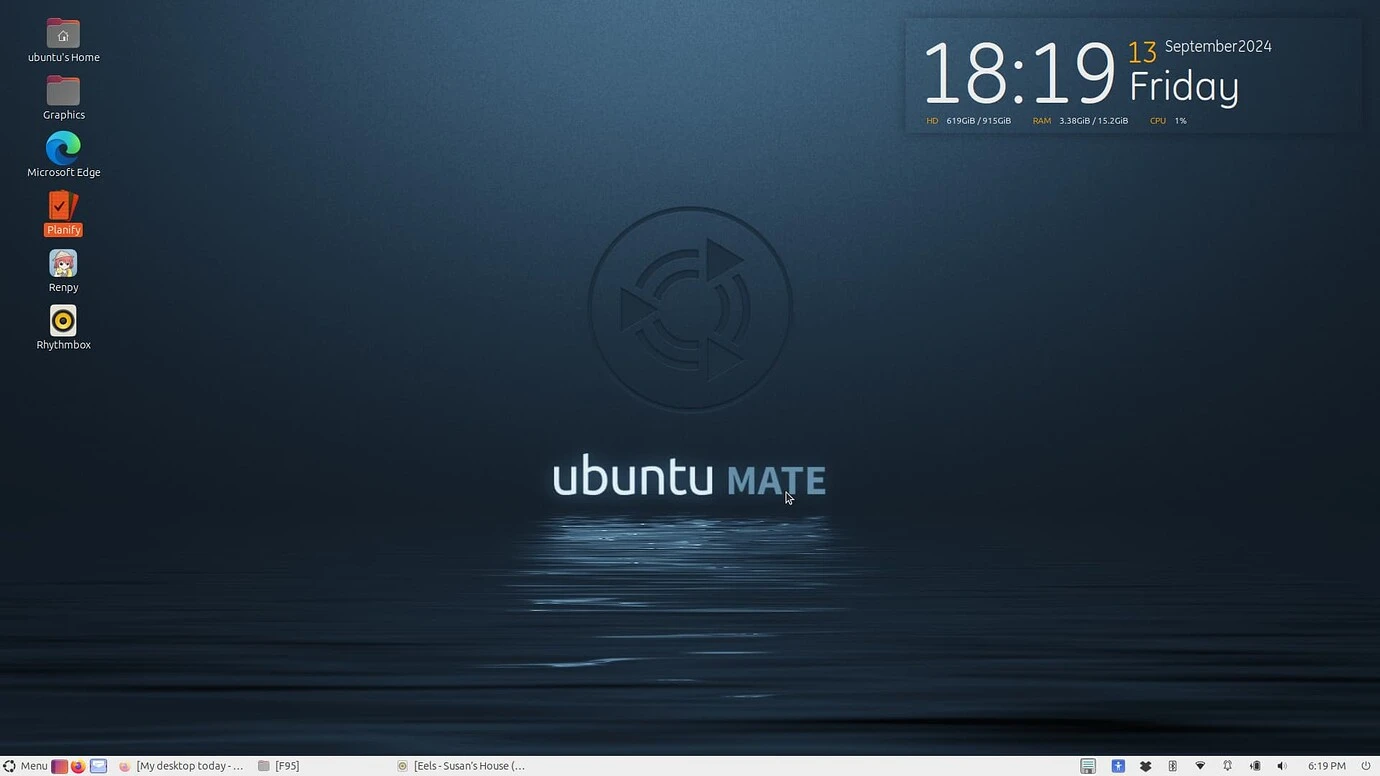 ubuntu's Home
Graphics
Microsoft Edge
Planify
Renpy
Rhythmbox
18:19
13 September2024
Friday
HD 619GiB / 915GiB RAM 3.38GiB / 15.2GiB CPU 1%
ubuntu MATE
Menu [My desktop today - ... [F95] [Eels - Susan's House (... 6:19 PM